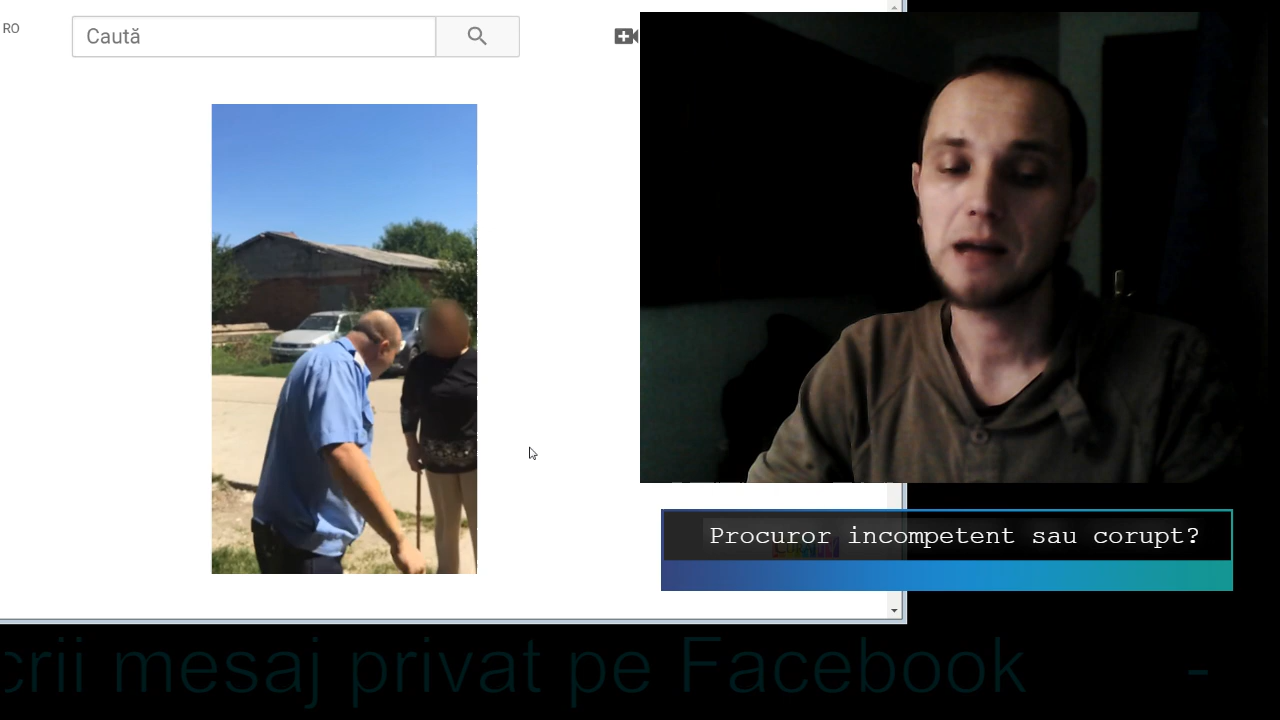 RO
Caută
Procuror incompetent sau corupt?
crii mesaj privat pe Facebook -